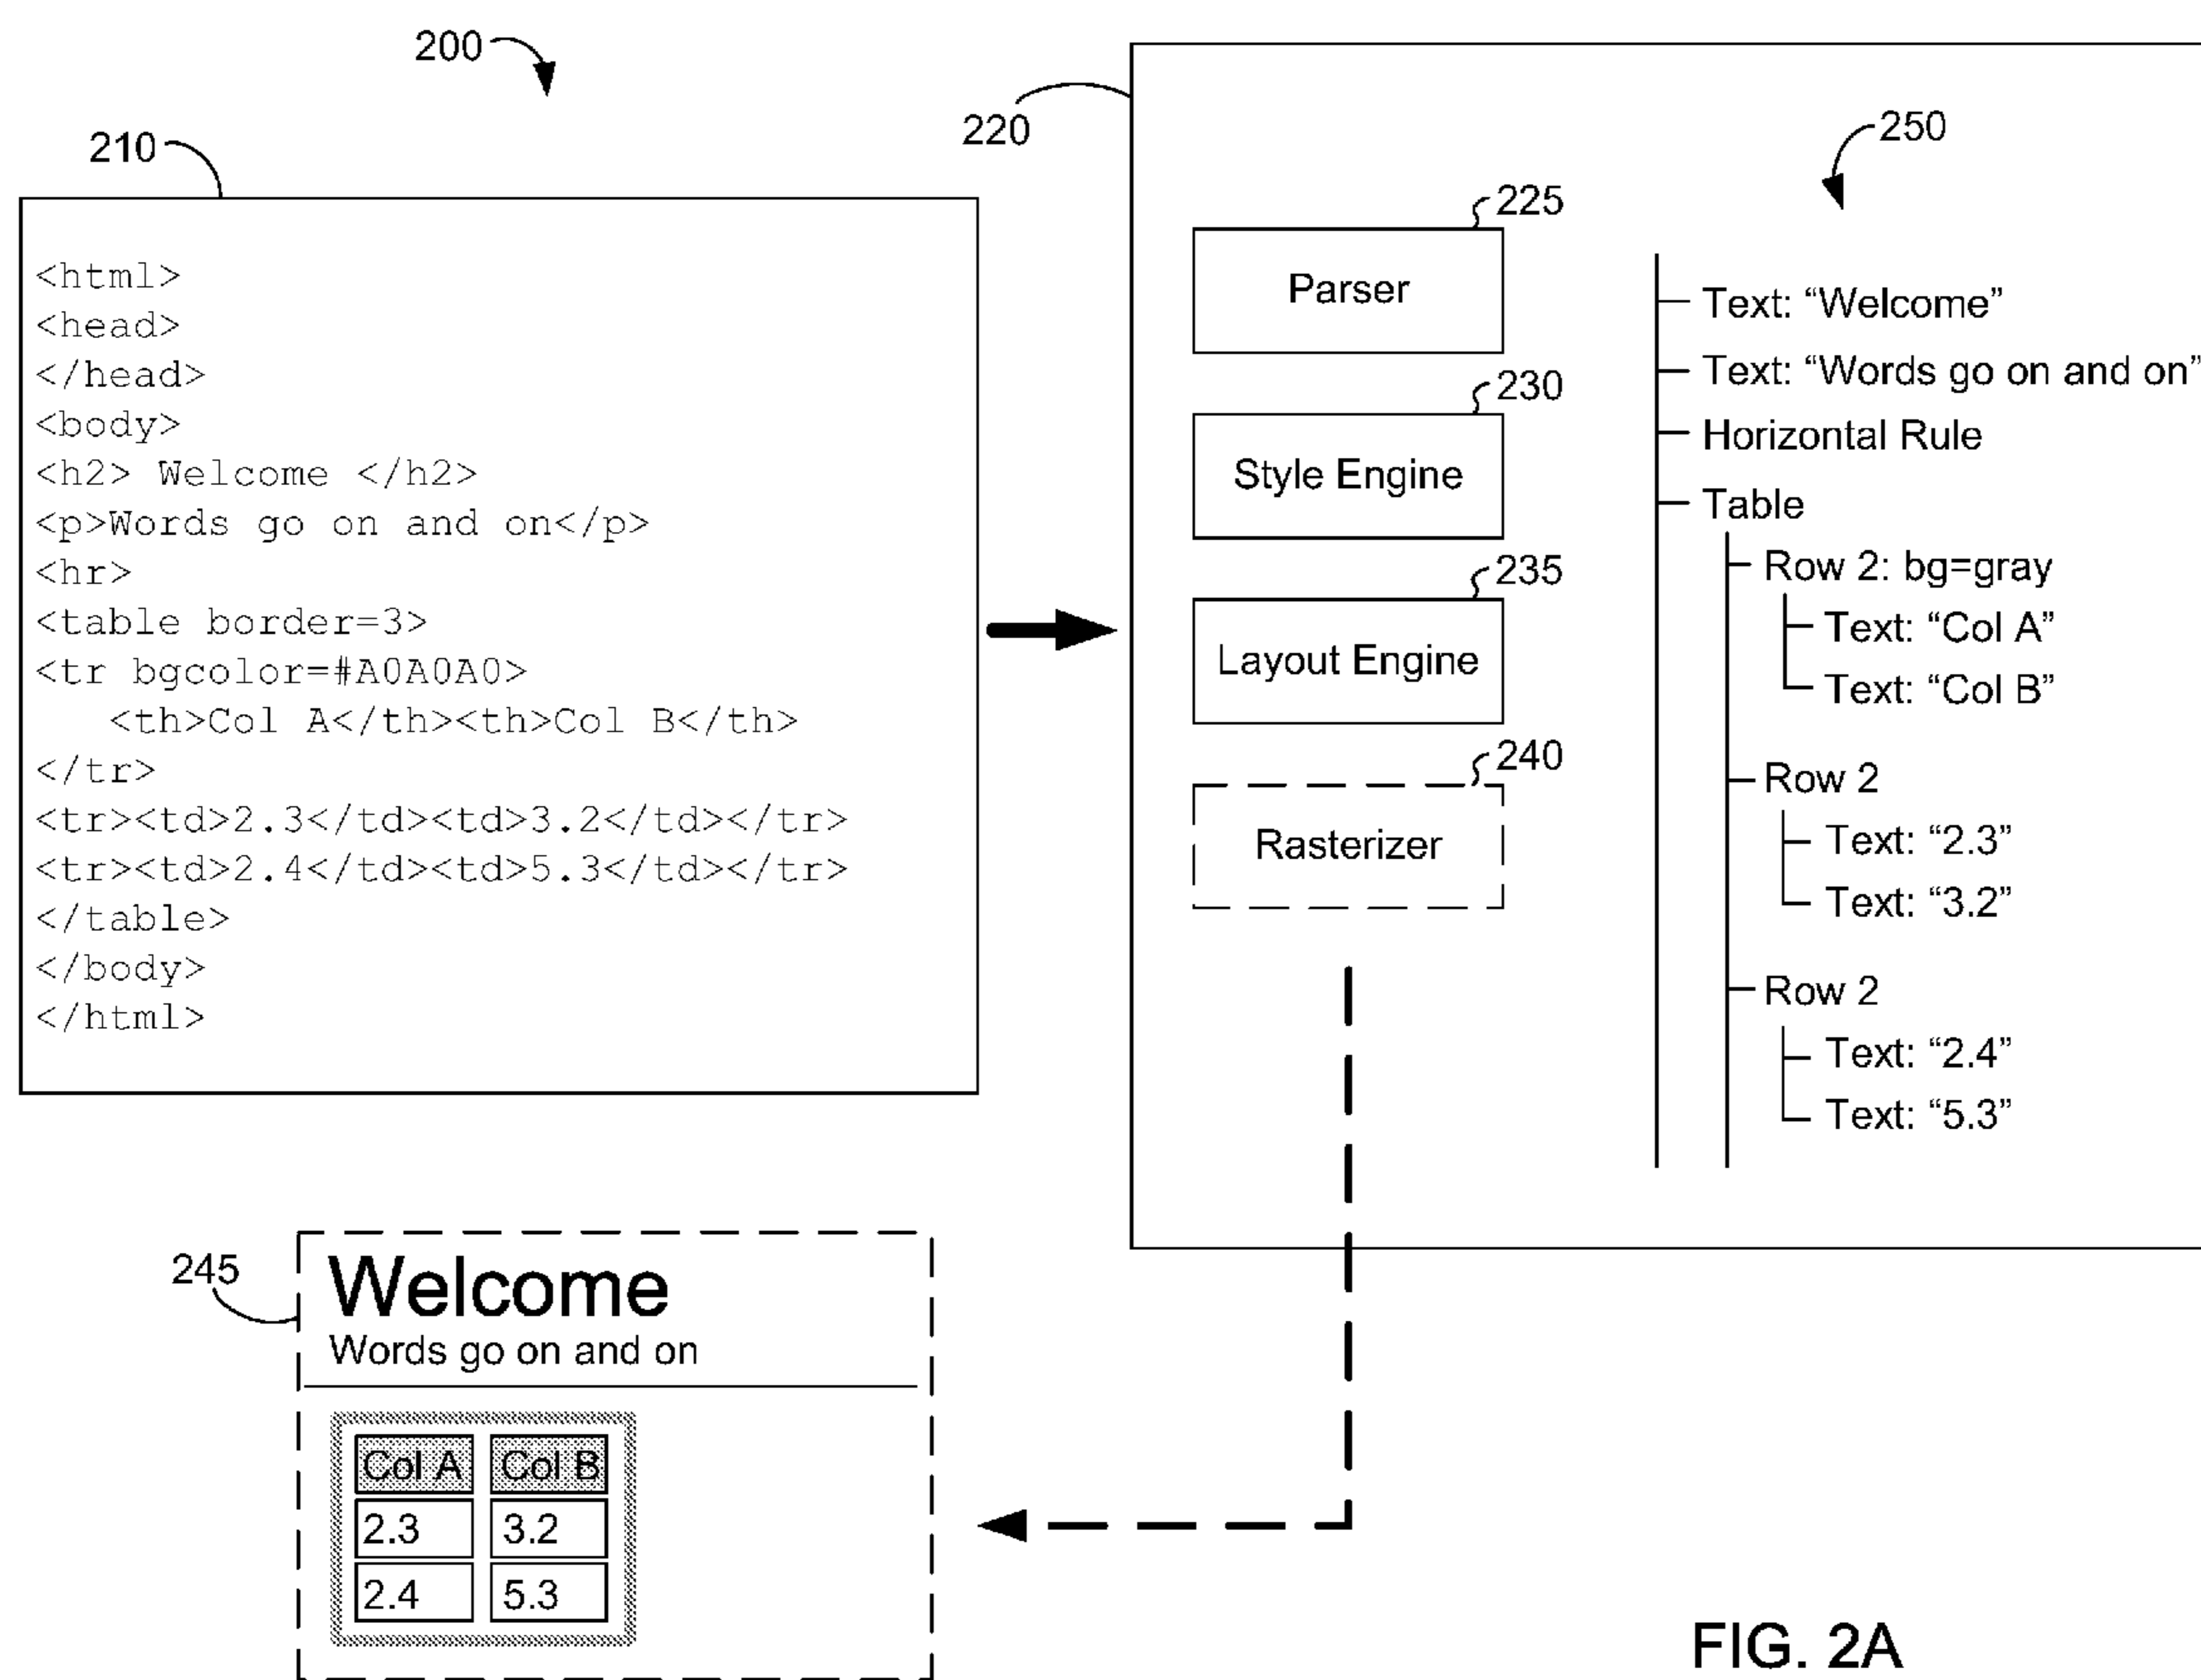 200
210
<html>
<head>
</head>
<body>
<h2> Welcome </h2>
<p>Words go on and on</p>
<hr>
<table border=3>
<tr bgcolor=#A0A0A0>
<th>Col A</th><th>Col B</th>
</tr>
<tr><td>2.3</td><td>3.2</td></tr>
<tr><td>2.4</td><td>5.3</td></tr>
</table>
</body>
</html>
220
225
Parser
230
Style Engine
235
Layout Engine
240
Rasterizer
250
Text: “Welcome”
Text: “Words go on and on”
Horizontal Rule
Table
Row 2: bg=gray
Text: “Col A”
Text: “Col B”
Row 2
Text: “2.3”
Text: “3.2”
Row 2
Text: “2.4”
Text: “5.3”
245
Welcome
Words go on and on
Col A Col B
2.3 3.2
2.4 5.3
FIG. 2A